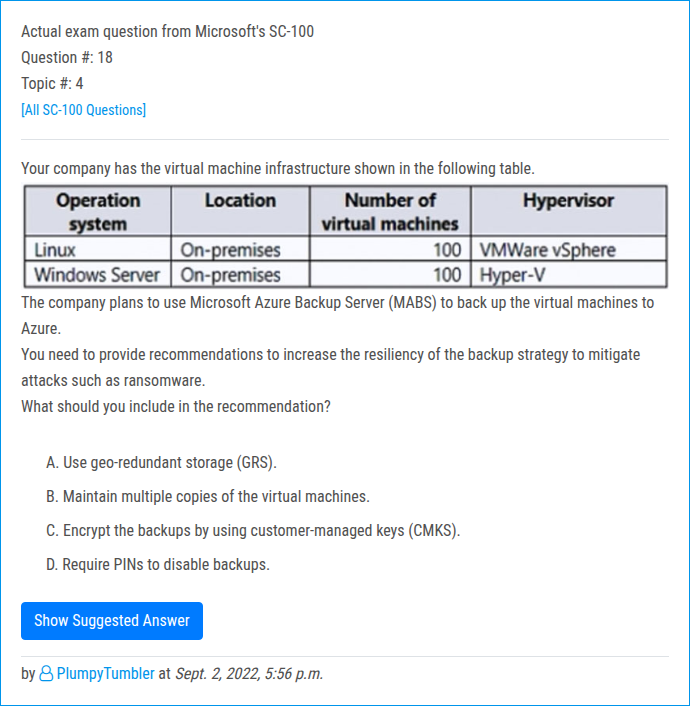 Actual exam question from Microsoft's SC-100
Question #: 18
Topic #: 4
[All SC-100 Questions]
Your company has the virtual machine infrastructure shown in the following table.
Operation system Location Number of virtual machines Hypervisor
Linux On-premises 100 VMWare vSphere
Windows Server On-premises 100 Hyper-V
The company plans to use Microsoft Azure Backup Server (MABS) to back up the virtual machines to
Azure.
You need to provide recommendations to increase the resiliency of the backup strategy to mitigate
attacks such as ransomware.
What should you include in the recommendation?
A. Use geo-redundant storage (GRS).
B. Maintain multiple copies of the virtual machines.
C. Encrypt the backups by using customer-managed keys (CMKS).
D. Require PINs to disable backups.
Show Suggested Answer
by PlumpyTumbler at Sept. 2, 2022, 5:56 p.m.